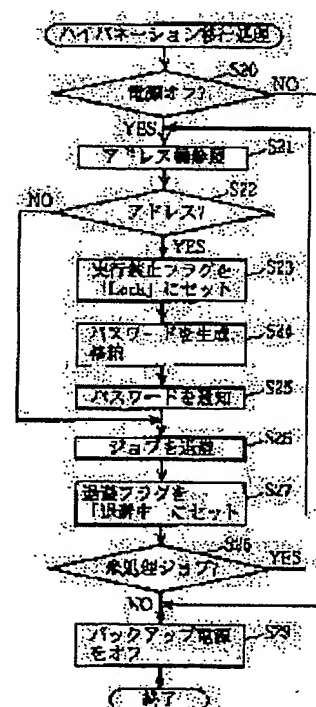 ハイバネーション移行処理
S20
電源オフ?
NO
YES
S21
アドレス帳参照
S22
NO
アドレス?
YES
S23
実行禁止フラグを
「Lock」にセット
S24
パスワードを生成
S25
パスワードを通知
S26
ジョブを退避
S27
退避フラグを
「退避中」にセット
未処理ジョブ?
YES
NO
S29
バックアップ電源
をオフ
終了